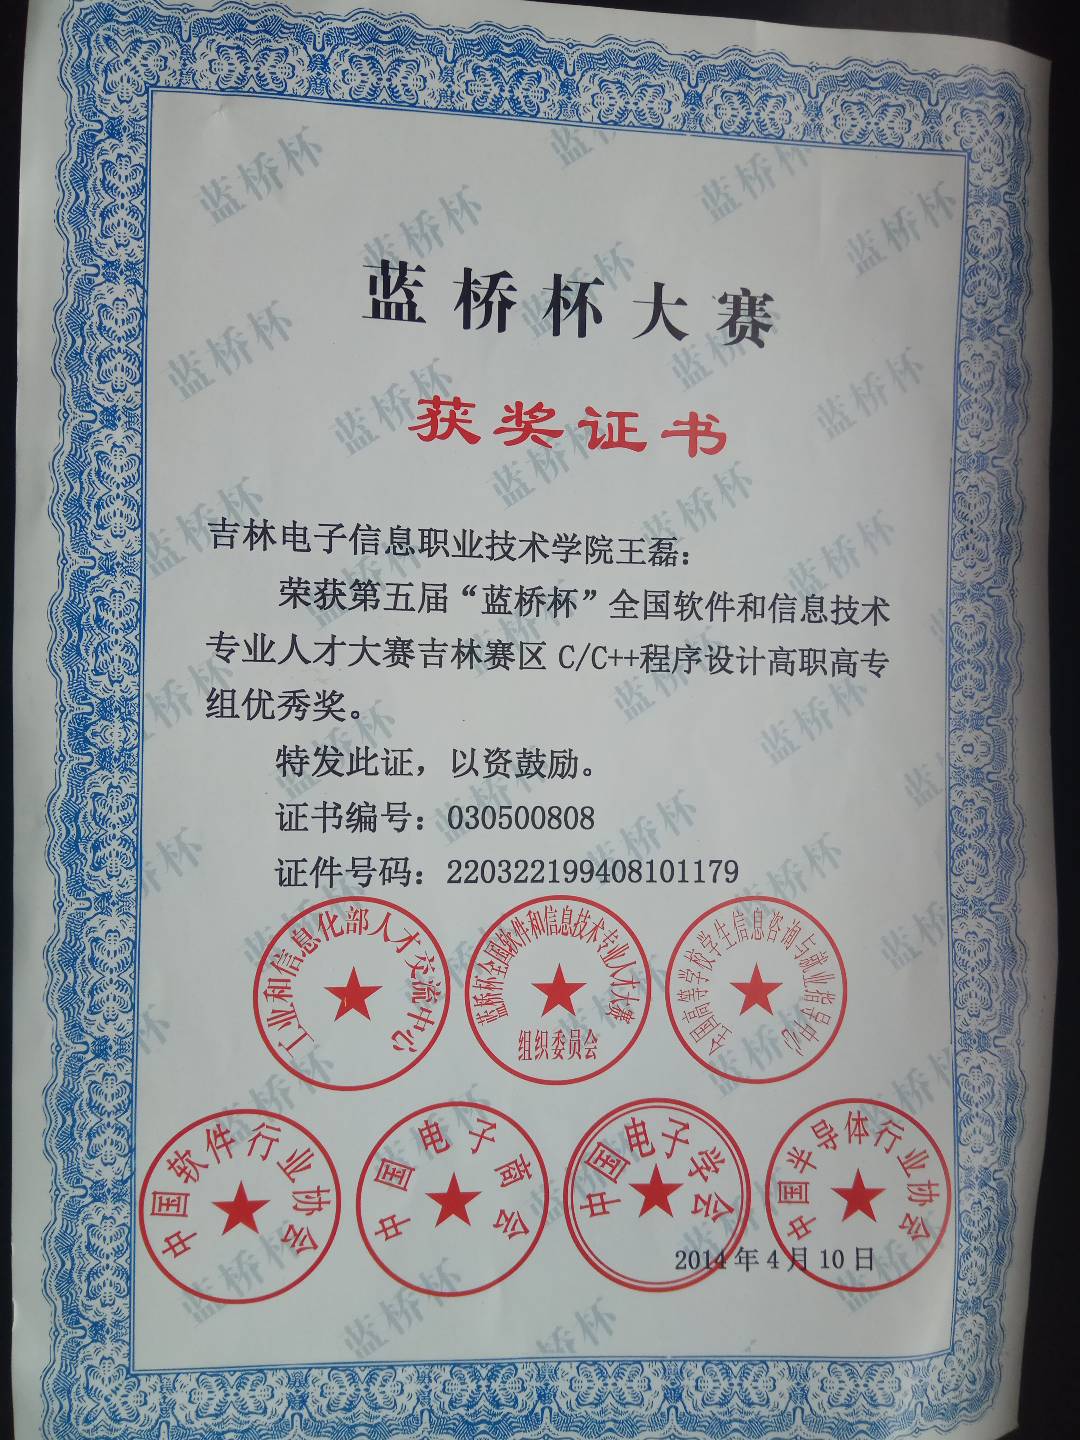 蓝桥杯大赛
获奖证书
吉林电子信息职业技术学院王磊：
荣获第五届“蓝桥杯”全国软件和信息技术
专业人才大赛吉林赛区 C/C++程序设计高职高专
组优秀奖。
特发此证，以资鼓励。
证书编号：030500808
证件号码：220322199408101179
工业和信息化部人才交流中心
蓝桥杯全国软件和信息技术专业人才大赛
组织委员会
全国高等学校学生信息咨询与就业指导中心
中国软件行业协会
中国电子商会
中国电子学会
中国半导体行业协会
2014 年 4 月 10 日
蓝桥杯